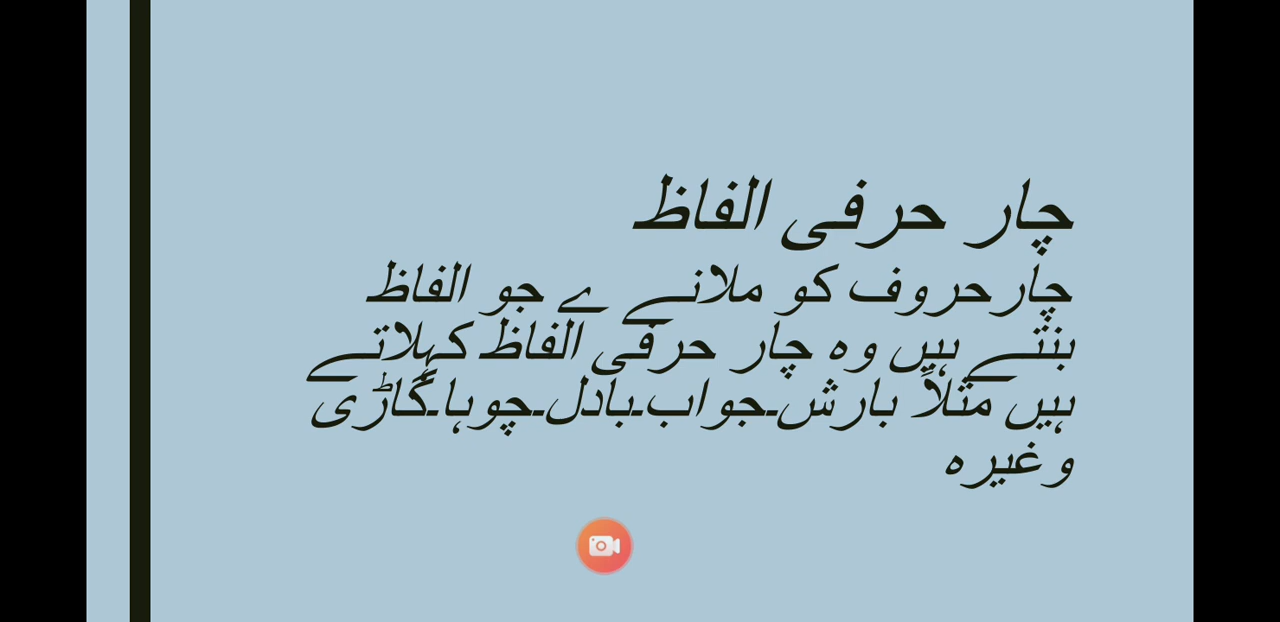 چار حرفی الفاظ
چارحروف کو ملانے ے جو الفاظ
بنتے ہیں وہ چار حرفی الفاظ کہلاتے
ہیں مثلاً بارش۔جواب۔بادل۔چوہا۔گاڑی
وغیرہ